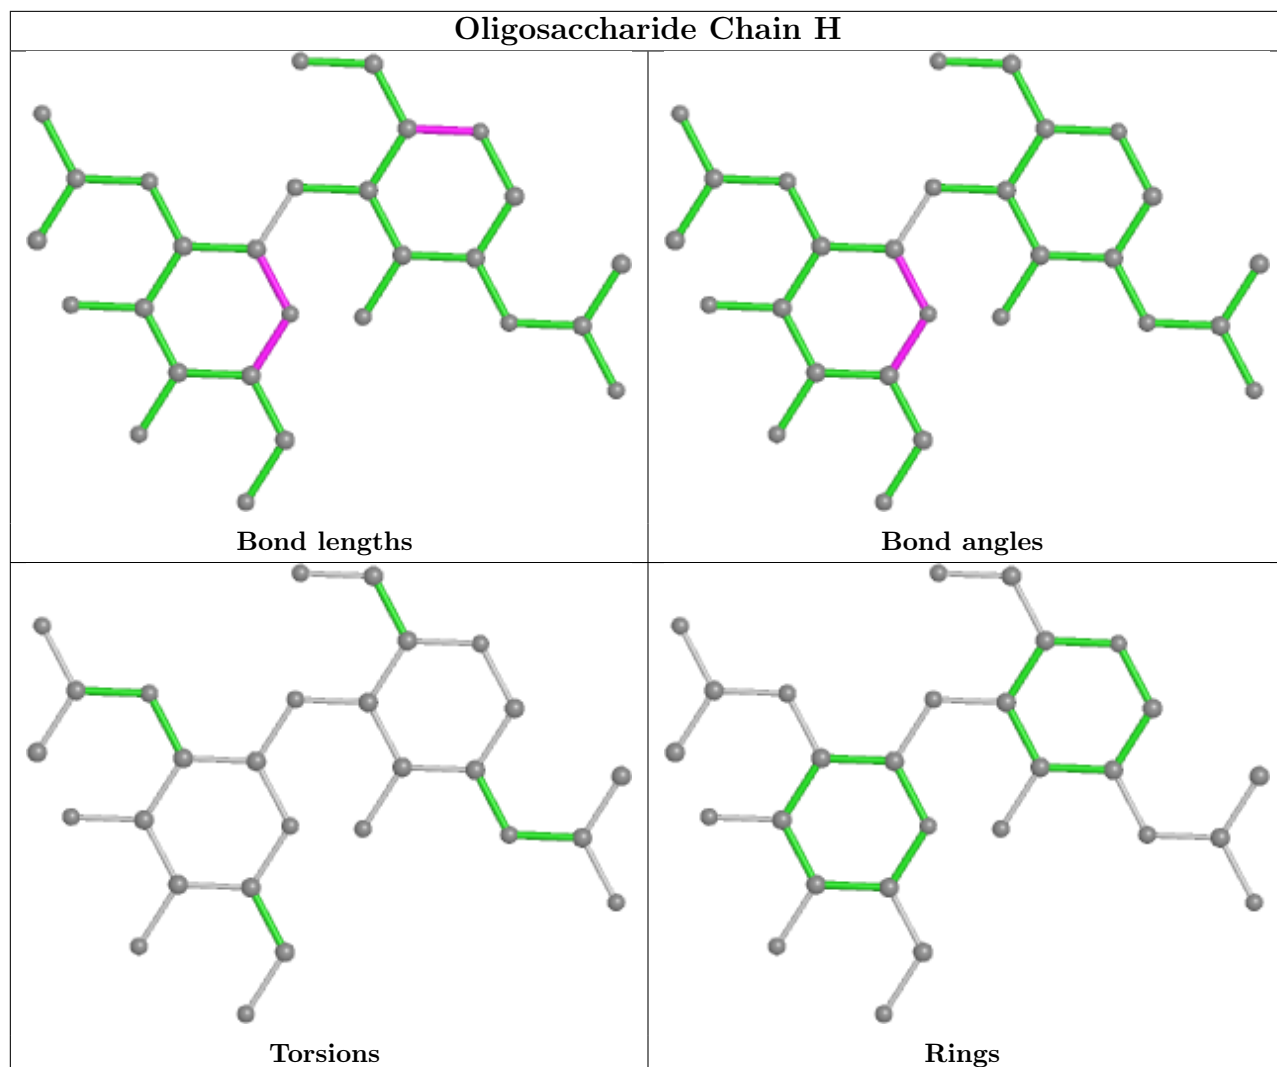 Oligosaccharide Chain H
Bond lengths
Bond angles
Torsions
Rings